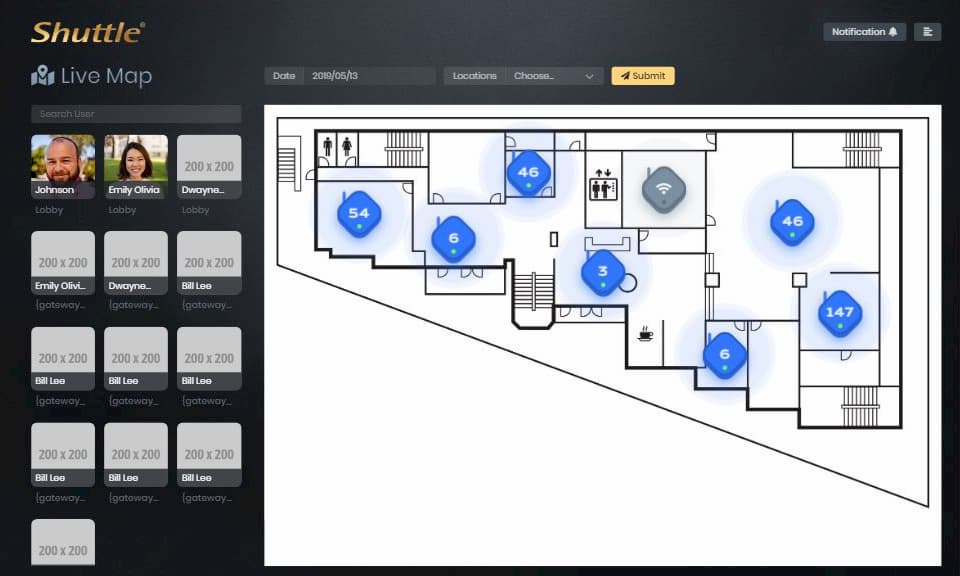 Shuttle®
Notification
Live Map
Date 2019/05/13 Locations Choose... Submit
Search User
200 x 200
Johnson Emily Olivia Dwayne...
Lobby Lobby Lobby
200 x 200 200 x 200 200 x 200
Emily Olivi... Dwayne... Bill Lee
{gateway... {gateway... {gateway...
200 x 200 200 x 200 200 x 200
Bill Lee Bill Lee Bill Lee
{gateway... {gateway... {gateway...
200 x 200 200 x 200 200 x 200
Bill Lee Bill Lee Bill Lee
{gateway... {gateway... {gateway...
200 x 200
46
54
46
6
3
147
6